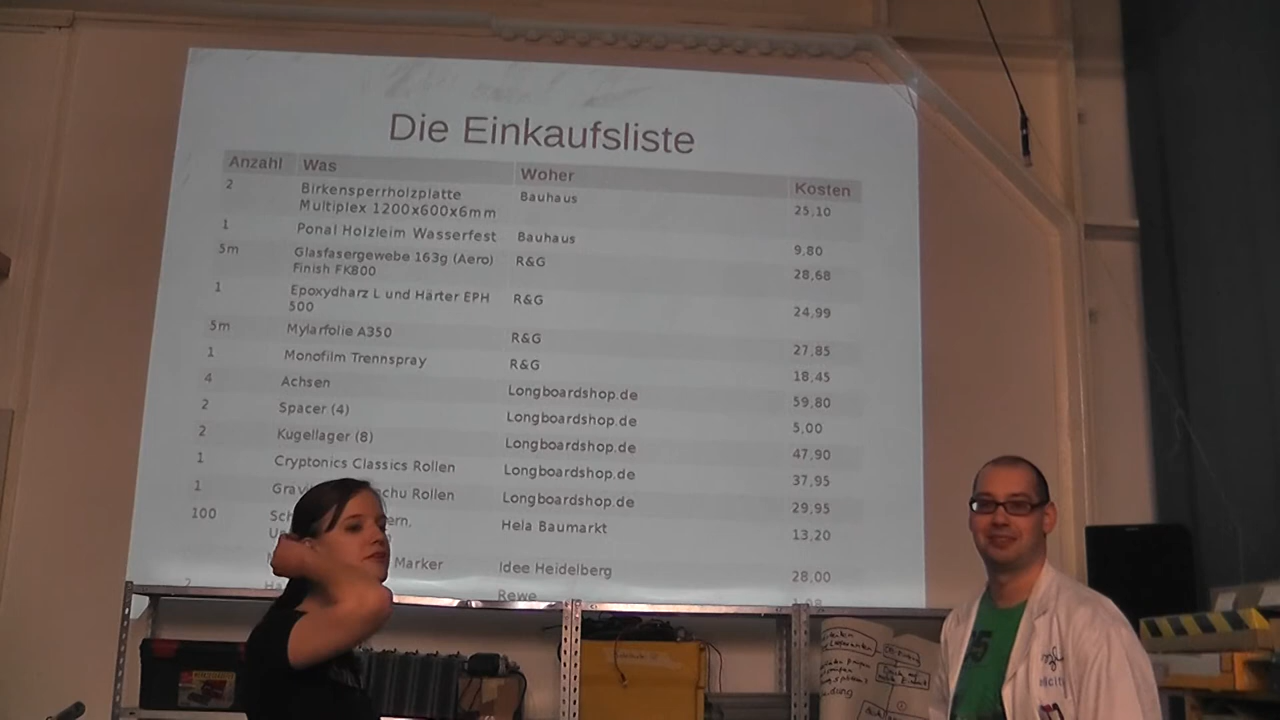 Die Einkaufsliste
Anzahl Was Woher Kosten
2 Birkensperrholzplatte Bauhaus 25,10
Multiplex 1200x600x6mm
1 Ponal Holzleim Wasserfest Bauhaus 9,80
5m Glasfasergewebe 163g (Aero) R&G 28,68
Finish FK800
1 Epoxydharz L und Härter EPH R&G 24,99
500
5m Mylarfolie A350 R&G 27,85
1 Monofilm Trennspray R&G 18,45
4 Achsen Longboardshop.de 59,80
2 Spacer (4) Longboardshop.de 5,00
2 Kugellager (8) Longboardshop.de 47,90
1 Cryptonics Classics Rollen Longboardshop.de 37,95
1 Rollen Longboardshop.de 29,95
100 Hela Baumarkt 13,20
Marker Idee Heidelberg 28,00
2 Rewe 1,98